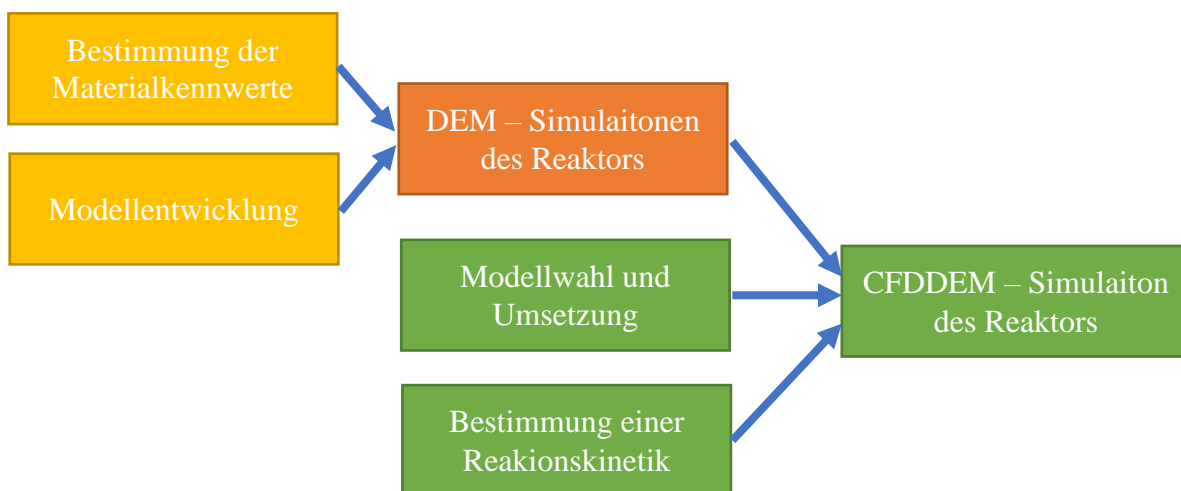 Bestimmung der
Materialkennwerte
Modellentwicklung
DEM – Simulaitonen
des Reaktors
Modellwahl und
Umsetzung
Bestimmung einer
Reakionskinetik
CFDDEM – Simulaiton
des Reaktors